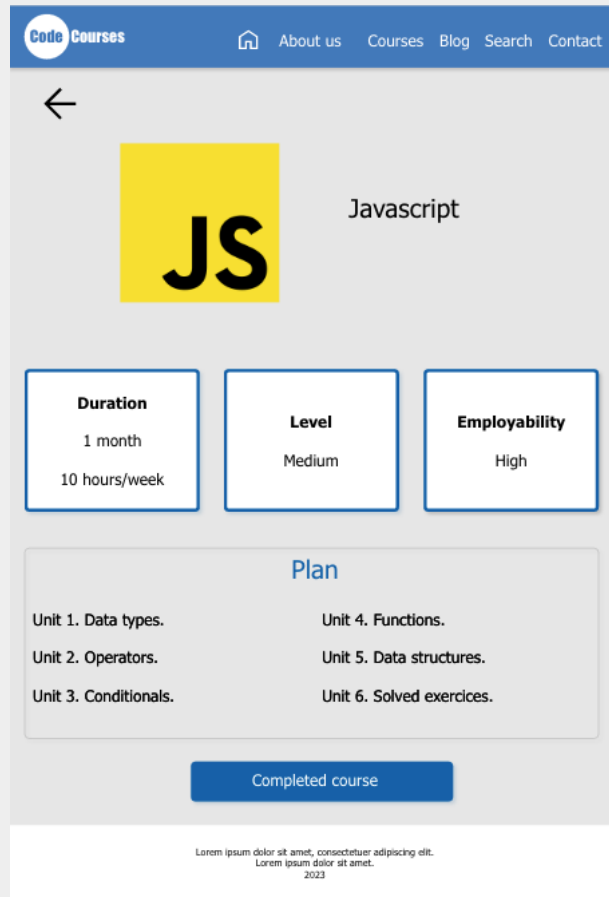 Code Courses
About us Courses Blog Search Contact
JS
Javascript
Duration
1 month
10 hours/week
Level
Medium
Employability
High
Plan
Unit 1. Data types.
Unit 2. Operators.
Unit 3. Conditionals.
Unit 4. Functions.
Unit 5. Data structures.
Unit 6. Solved exercices.
Completed course
Lorem ipsum dolor sit amet, consectetuer adipiscing elit.
Lorem ipsum dolor sit amet.
2023